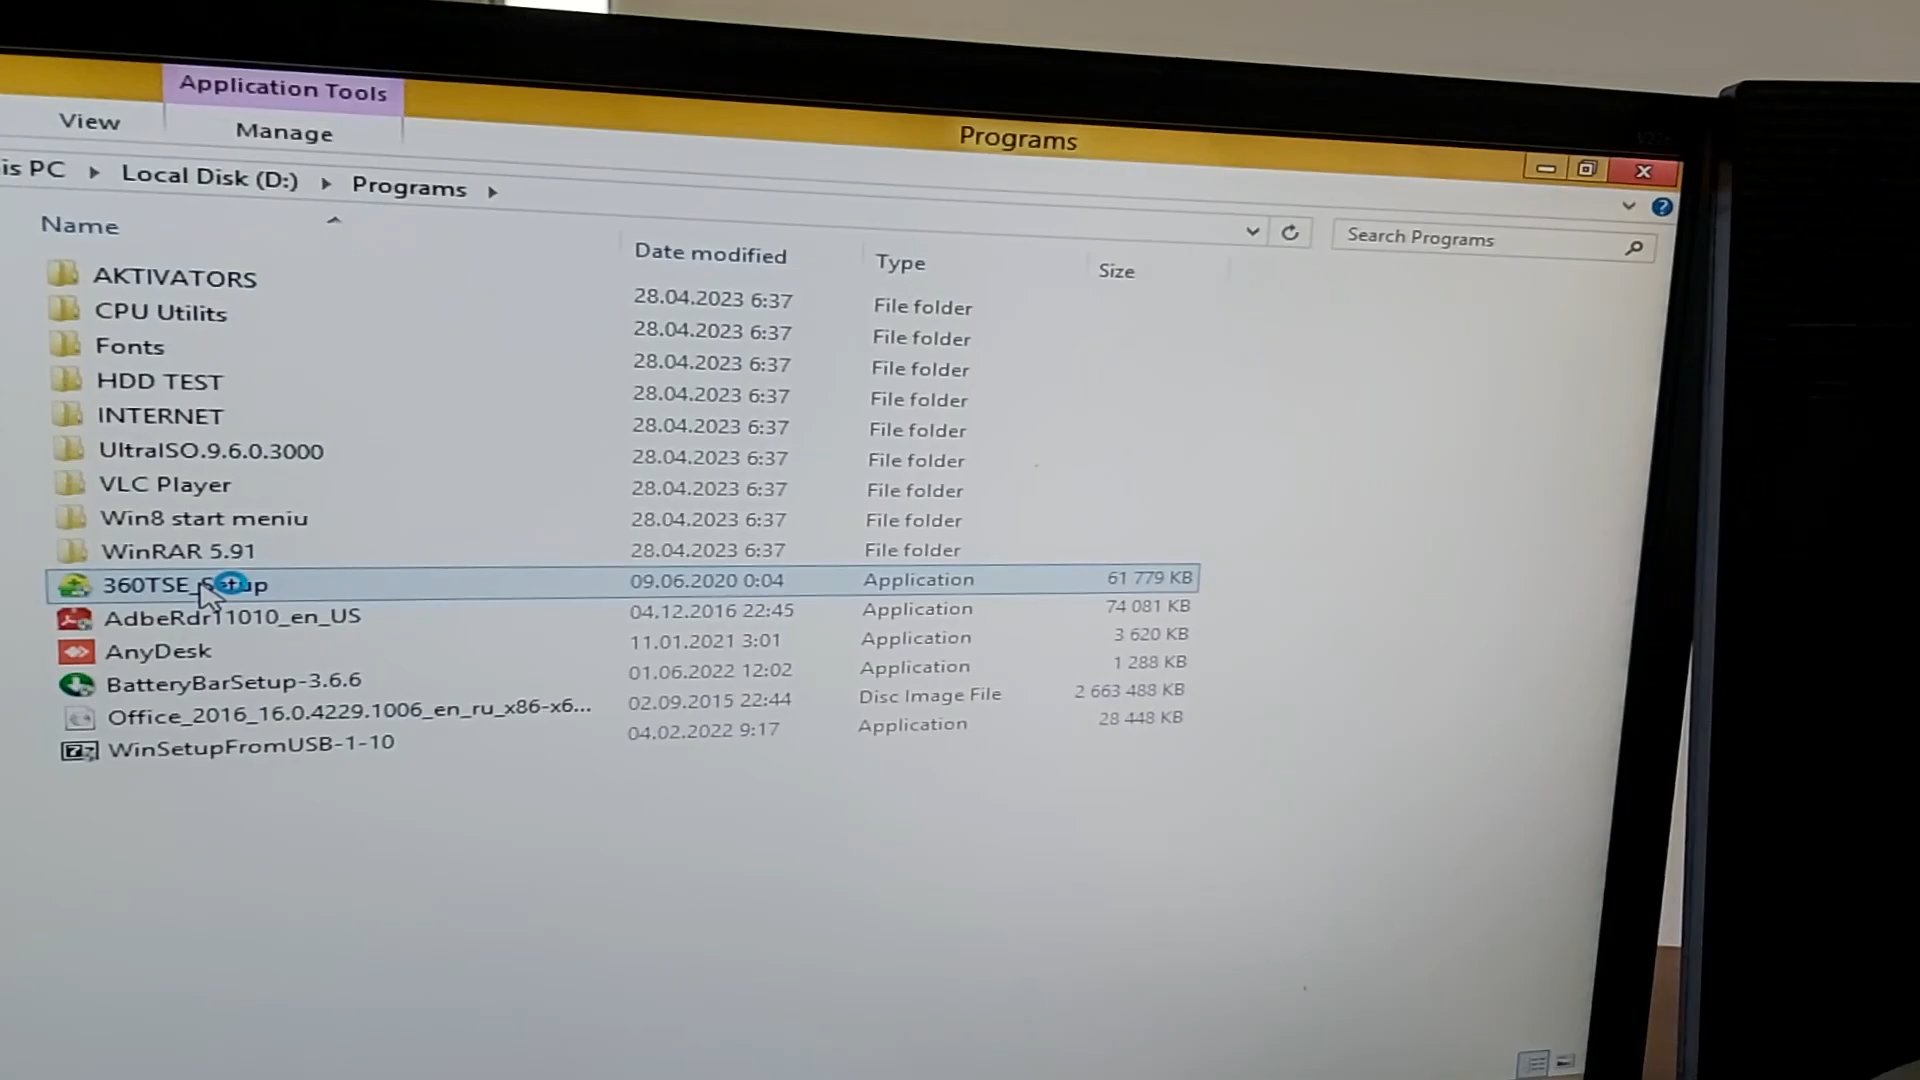 Application Tools
View Manage Programs
is PC Local Disk (D:) Programs
Search Programs
Name Date modified Type Size
AKTIVATORS 28.04.2023 6:37 File folder
CPU Utilits 28.04.2023 6:37 File folder
Fonts 28.04.2023 6:37 File folder
HDD TEST 28.04.2023 6:37 File folder
INTERNET 28.04.2023 6:37 File folder
UltraISO.9.6.0.3000 28.04.2023 6:37 File folder
VLC Player 28.04.2023 6:37 File folder
Win8 start meniu 28.04.2023 6:37 File folder
WinRAR 5.91 28.04.2023 6:37 File folder
360TSE_Setup 09.06.2020 0:04 Application 61 779 KB
AdbeRdr11010_en_US 04.12.2016 22:45 Application 74 081 KB
AnyDesk 11.01.2021 3:01 Application 3 620 KB
BatteryBarSetup-3.6.6 01.06.2022 12:02 Application 1 288 KB
Office_2016_16.0.4229.1006_en_ru_x86-x6... 02.09.2015 22:44 Disc Image File 2 663 488 KB
WinSetupFromUSB-1-10 04.02.2022 9:17 Application 28 448 KB